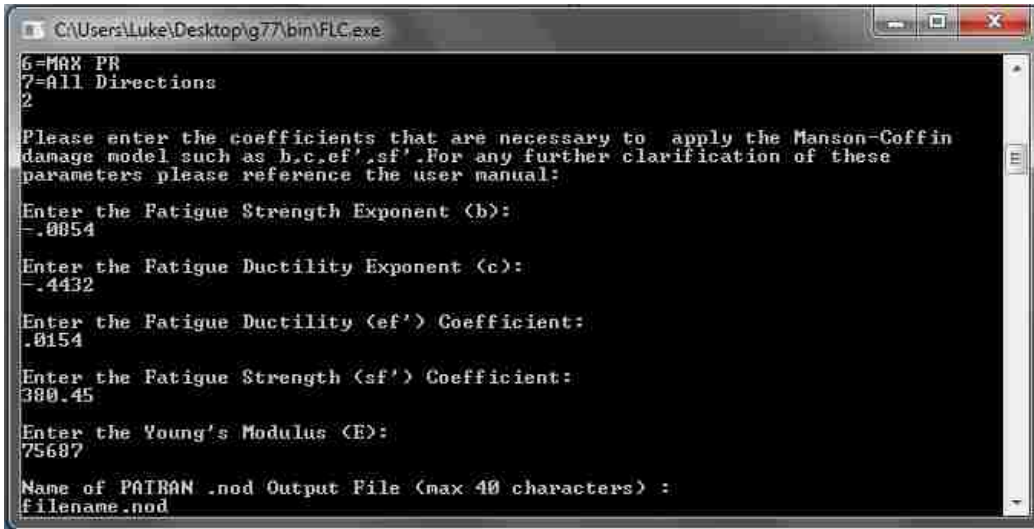 C:\Users\Luke\Desktop\g77\bin\FLC.exe
6=MAX PR
7=All Directions
2
Please enter the coefficients that are necessary to  apply the Manson-Coffin
damage model such as b,c,ef',sf'.For any further clarification of these
parameters please reference the user manual:
Enter the Fatigue Strength Exponent (b):
-.0854
Enter the Fatigue Ductility Exponent (c):
-.4432
Enter the Fatigue Ductility (ef') Coefficient:
.0154
Enter the Fatigue Strength (sf') Coefficient:
380.45
Enter the Young's Modulus (E):
75687
Name of PATRAN .nod Output File (max 40 characters) :
filename.nod